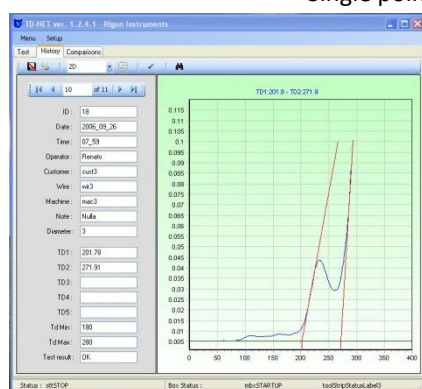 Single poin
TD-NET ver. 1.2.4.1 - Rigon Instruments
Menu Setup
Test History Comparisons
2D
10 of 11
ID : 18
Date : 2006_09_26
Time : 07_59
Operator : Renato
Customer : cust3
Wire : wir3
Machine : mac3
Note : Nulla
Diameter : 3
TD1 : 201.78
TD2 : 271.91
TD3 :
TD4 :
TD5 :
Td Min : 180
Td Max : 280
Test result : OK
TD1:201.8 - TD2:271.9
0.115
0.11
0.105
0.1
0.095
0.09
0.085
0.08
0.075
0.07
0.065
0.06
0.055
0.05
0.045
0.04
0.035
0.03
0.025
0.02
0.015
0.01
0.005
0 50 100 150 200 250 300 350 400
Status : sttSTOP Box Status : mbxSTARTUP toolStripStatusLabel3